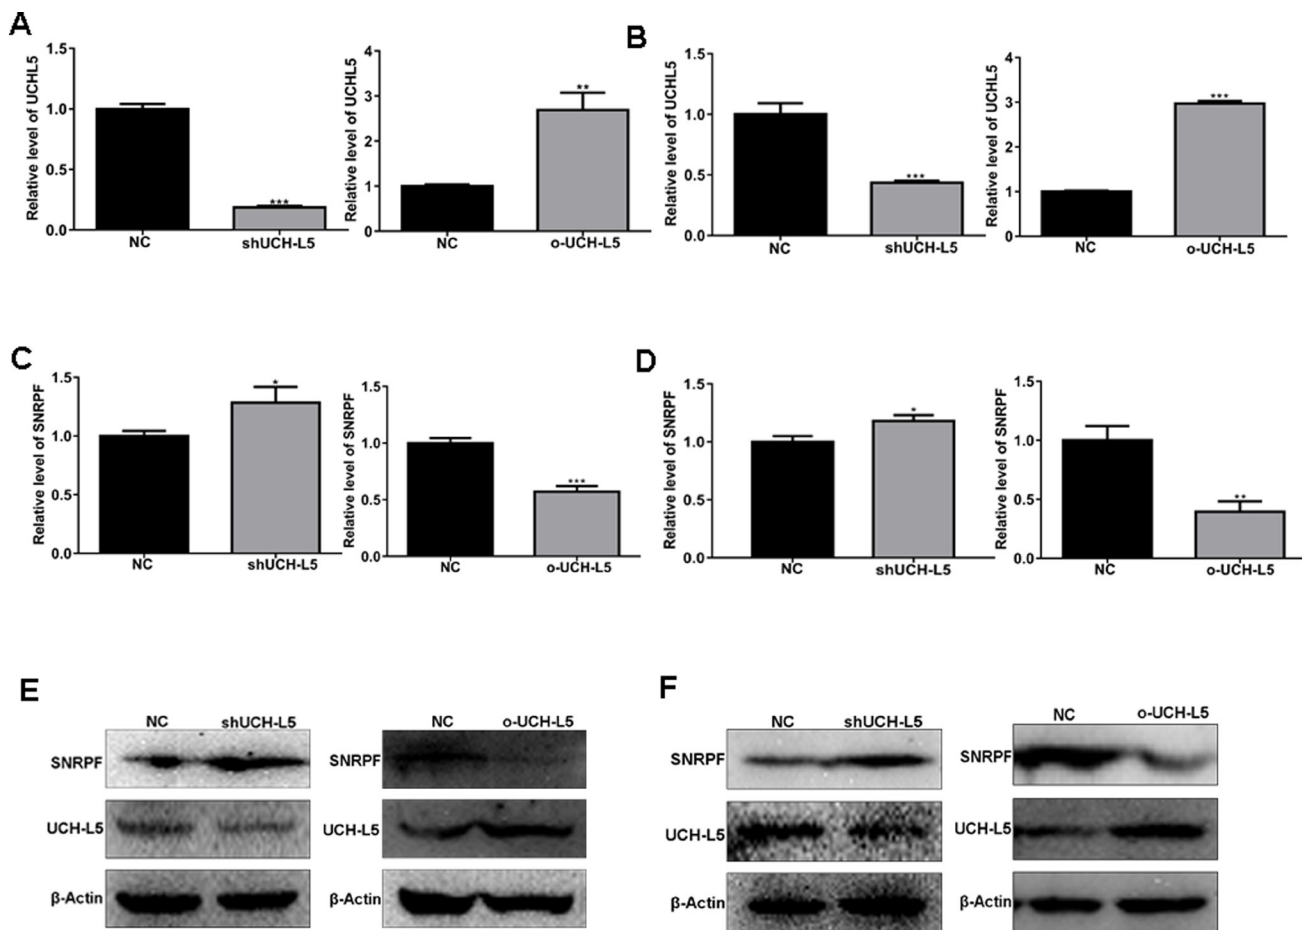 A
Relative level of UCHL5
1.5
1.0
0.5
0.0
***
NC
shUCH-L5
Relative level of UCHL5
4
3
2
1
0
**
NC
o-UCH-L5
B
Relative level of UCHL5
1.5
1.0
0.5
0.0
***
NC
shUCH-L5
Relative level of UCHL5
4
3
2
1
0
***
NC
o-UCH-L5
C
Relative level of SNRPF
1.5
1.0
0.5
0.0
*
NC
shUCH-L5
Relative level of SNRPF
1.5
1.0
0.5
0.0
***
NC
o-UCH-L5
D
Relative level of SNRPF
1.5
1.0
0.5
0.0
*
NC
shUCH-L5
Relative level of SNRPF
1.5
1.0
0.5
0.0
**
NC
o-UCH-L5
E
NC shUCH-L5
SNRPF
UCH-L5
β-Actin
NC o-UCH-L5
SNRPF
UCH-L5
β-Actin
F
NC shUCH-L5
SNRPF
UCH-L5
β-Actin
NC o-UCH-L5
SNRPF
UCH-L5
β-Actin